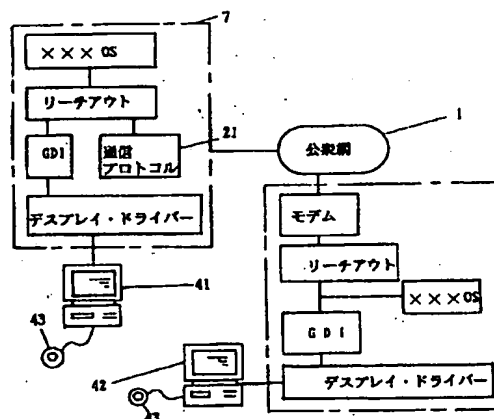 7
×××OS
リーチアウト
21
GDI
通信
プロトコル
デスプレイ・ドライバー
41
43
1
公衆網
モデム
リーチアウト
×××OS
GDI
デスプレイ・ドライバー
42
43